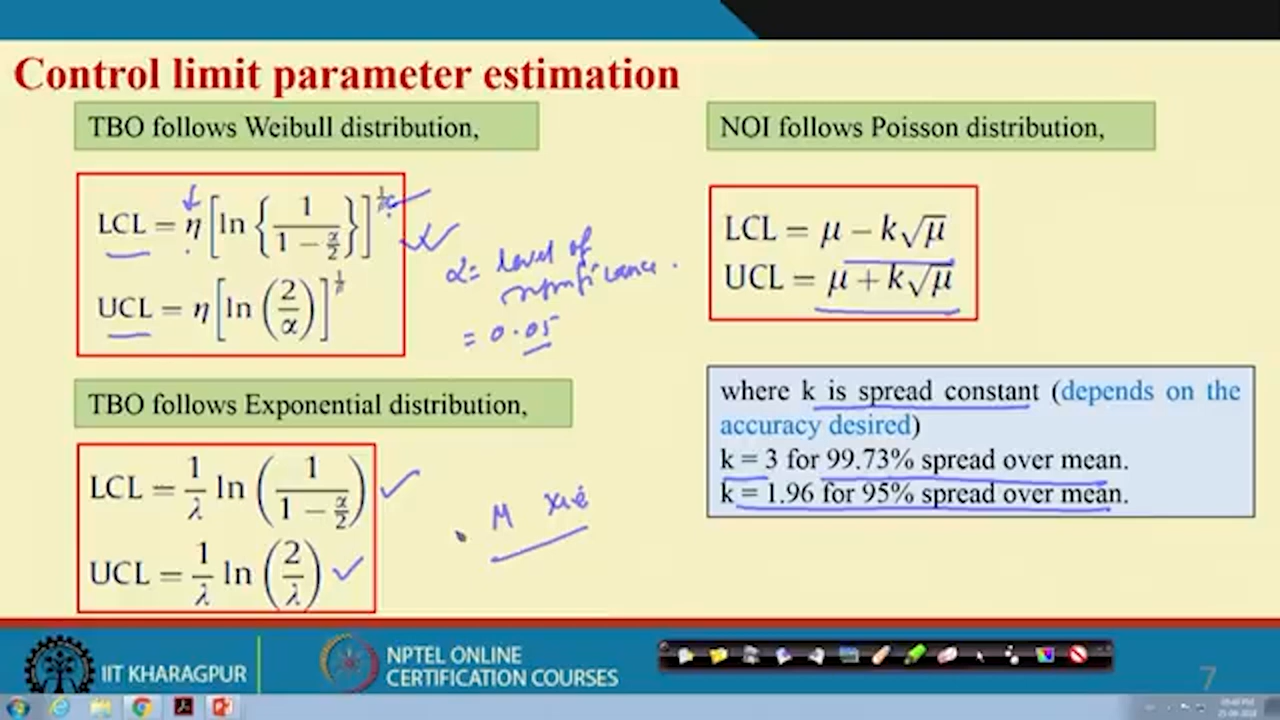 Control limit parameter estimation
TBO follows Weibull distribution,
LCL = η[ln{1/(1 − α/2)}]^(1/β)
UCL = η[ln(2/α)]^(1/β)
α = level of
significance.
= 0.05
TBO follows Exponential distribution,
LCL = 1/λ ln(1/(1 − α/2))
UCL = 1/λ ln(2/λ)
M Xie
NOI follows Poisson distribution,
LCL = μ − k√μ
UCL = μ + k√μ
where k is spread constant (depends on the
accuracy desired)
k = 3 for 99.73% spread over mean.
k = 1.96 for 95% spread over mean.
IIT KHARAGPUR
NPTEL ONLINE
CERTIFICATION COURSES
7